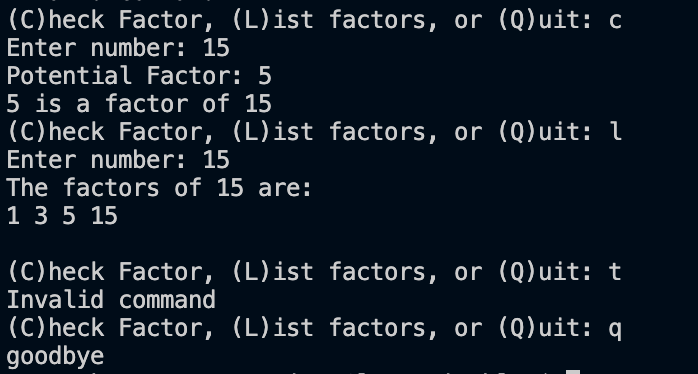 (C)heck Factor, (L)ist factors, or (Q)uit: c
Enter number: 15
Potential Factor: 5
5 is a factor of 15
(C)heck Factor, (L)ist factors, or (Q)uit: l
Enter number: 15
The factors of 15 are:
1 3 5 15
(C)heck Factor, (L)ist factors, or (Q)uit: t
Invalid command
(C)heck Factor, (L)ist factors, or (Q)uit: q
goodbye